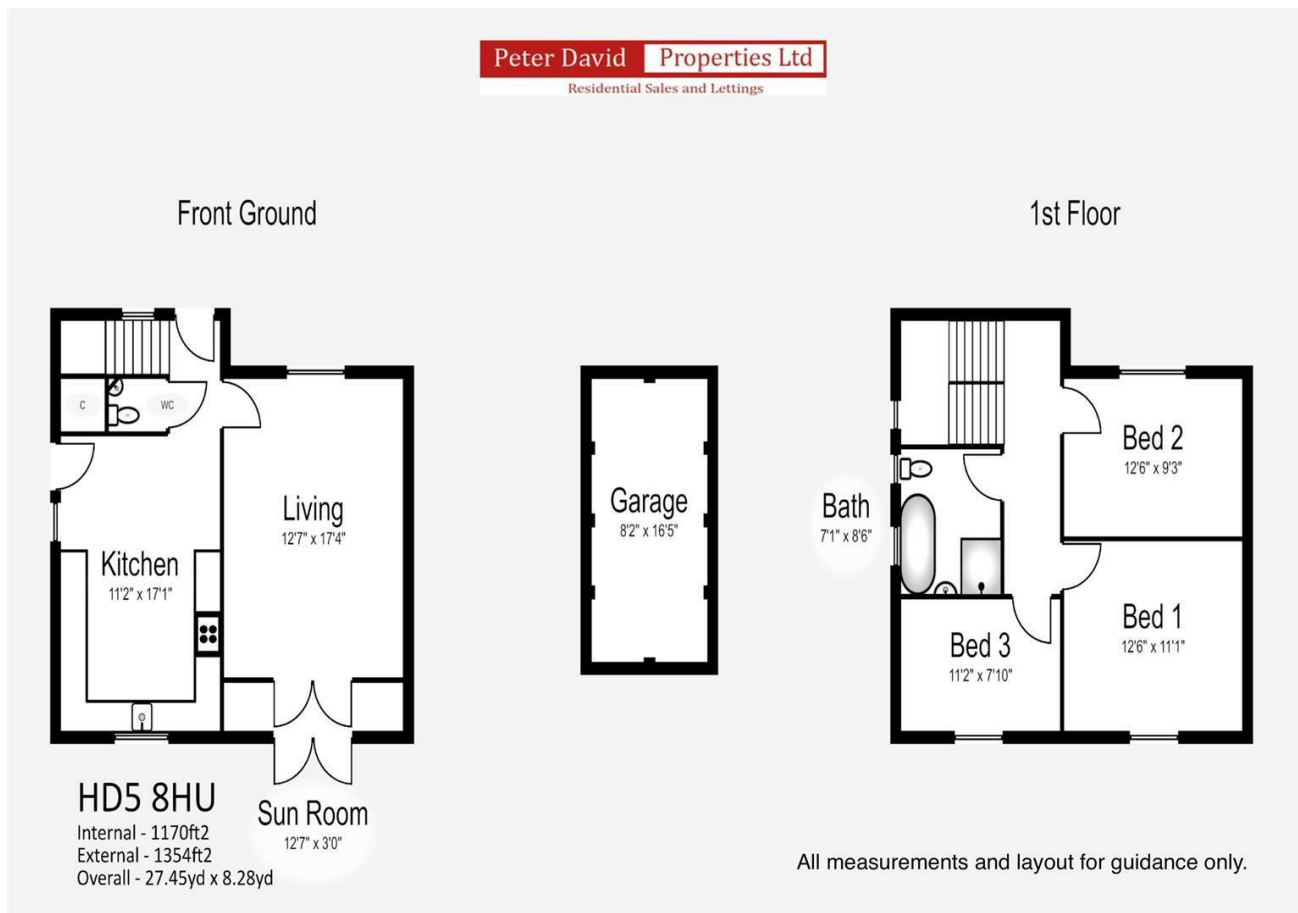 Peter David Properties Ltd
Residential Sales and Lettings
Front Ground
1st Floor
C
WC
Living
12'7" x 17'4"
Kitchen
11'2" x 17'1"
Sun Room
12'7" x 3'0"
Garage
8'2" x 16'5"
Bath
7'1" x 8'6"
Bed 2
12'6" x 9'3"
Bed 1
12'6" x 11'1"
Bed 3
11'2" x 7'10"
HD5 8HU
Internal - 1170ft2
External - 1354ft2
Overall - 27.45yd x 8.28yd
All measurements and layout for guidance only.